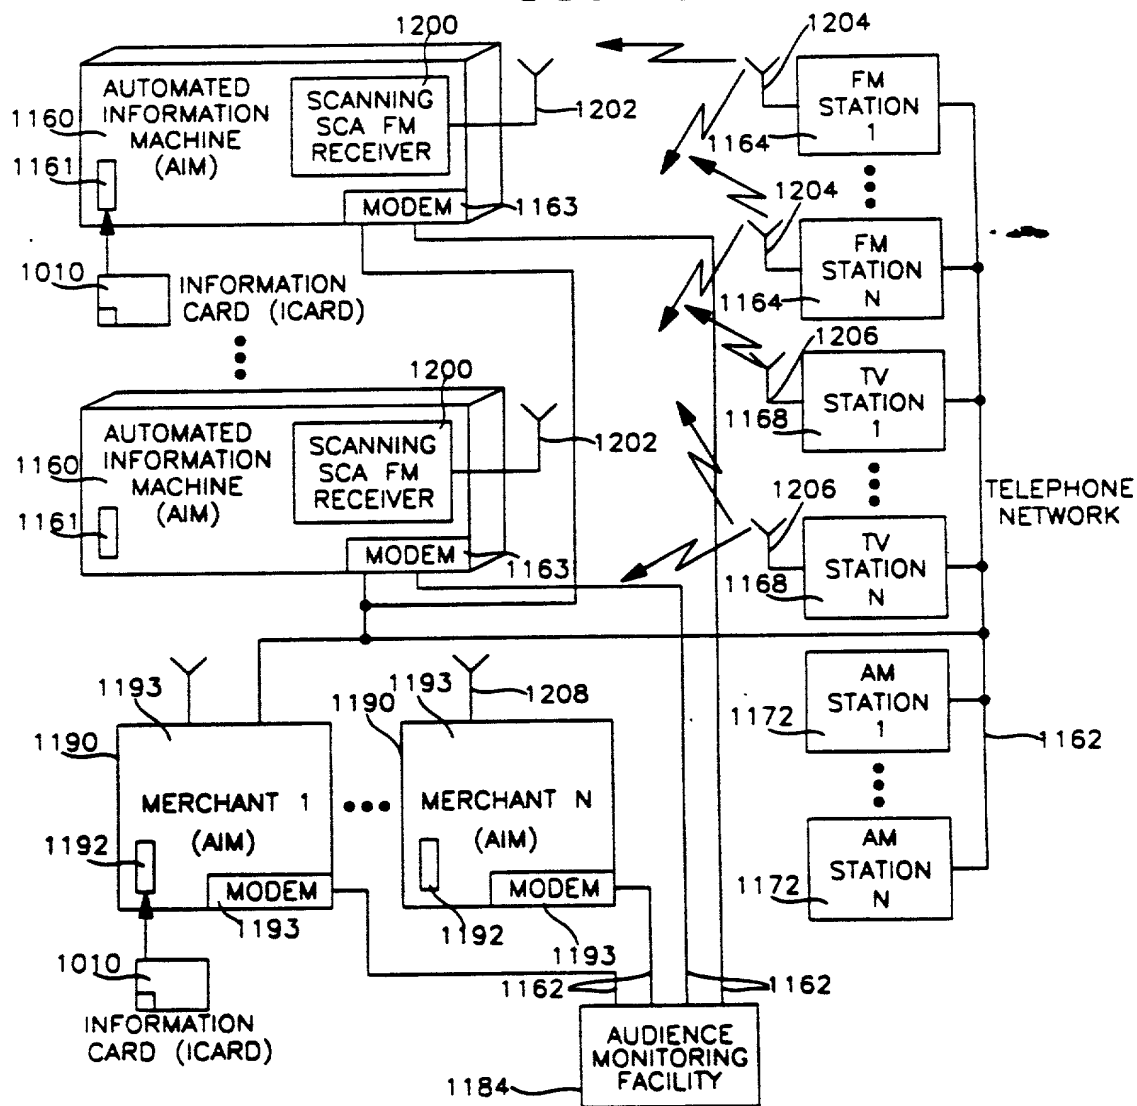 1200
AUTOMATED
INFORMATION
MACHINE
(AIM)
1160
1161
SCANNING
SCA FM
RECEIVER
1202
MODEM
1163
1010
INFORMATION
CARD (ICARD)
1204
FM
STATION
1
1164
1204
FM
STATION
N
1164
1206
TV
STATION
1
1168
1206
TV
STATION
N
1168
TELEPHONE
NETWORK
1200
AUTOMATED
INFORMATION
MACHINE
(AIM)
1160
1161
SCANNING
SCA FM
RECEIVER
1202
MODEM
1163
AM
STATION
1
1172
1162
AM
STATION
N
1172
1193
1190
MERCHANT 1
(AIM)
1192
MODEM
1193
1010
INFORMATION
CARD (ICARD)
1193
1208
1190
MERCHANT N
(AIM)
1192
MODEM
1193
1162
1162
AUDIENCE
MONITORING
FACILITY
1184